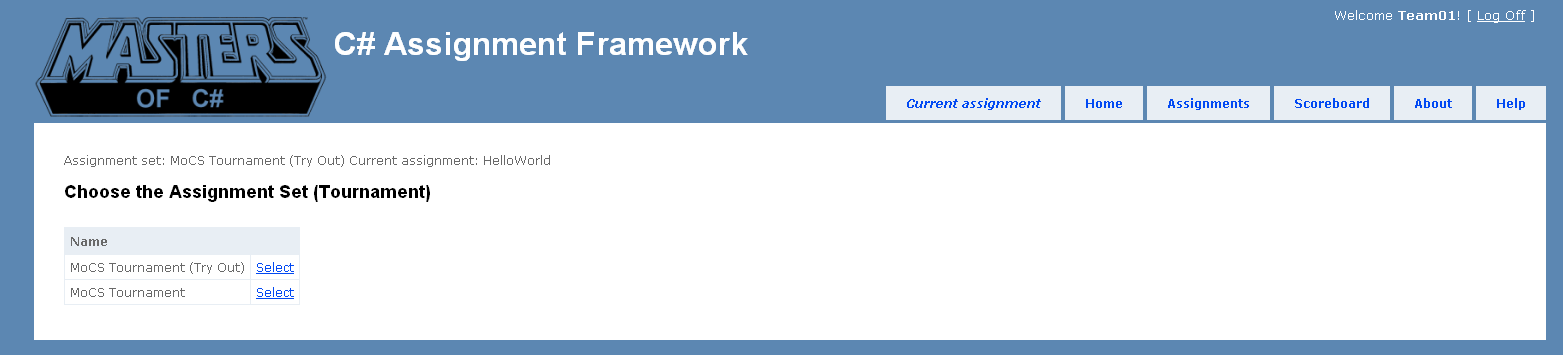 Welcome Team01! [ Log Off ]
MASTERS
OF C#
C# Assignment Framework
Current assignment Home Assignments Scoreboard About Help
Assignment set: MoCS Tournament (Try Out) Current assignment: HelloWorld
Choose the Assignment Set (Tournament)
Name
MoCS Tournament (Try Out) Select
MoCS Tournament Select